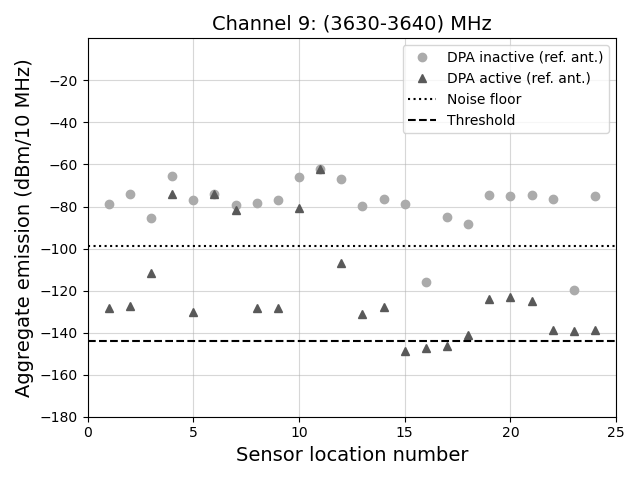 Channel 9: (3630-3640) MHz
DPA inactive (ref. ant.)
DPA active (ref. ant.)
Noise floor
Threshold
Aggregate emission (dBm/10 MHz)
−20
−40
−60
−80
−100
−120
−140
−160
−180
0 5 10 15 20 25
Sensor location number